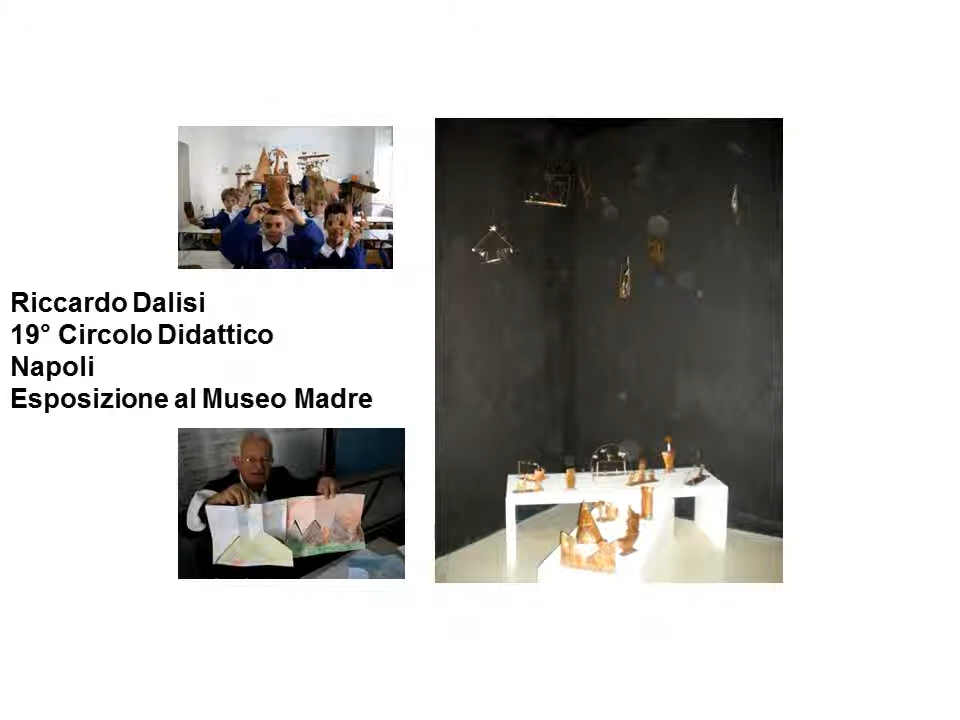 Riccardo Dalisi
19° Circolo Didattico
Napoli
Esposizione al Museo Madre